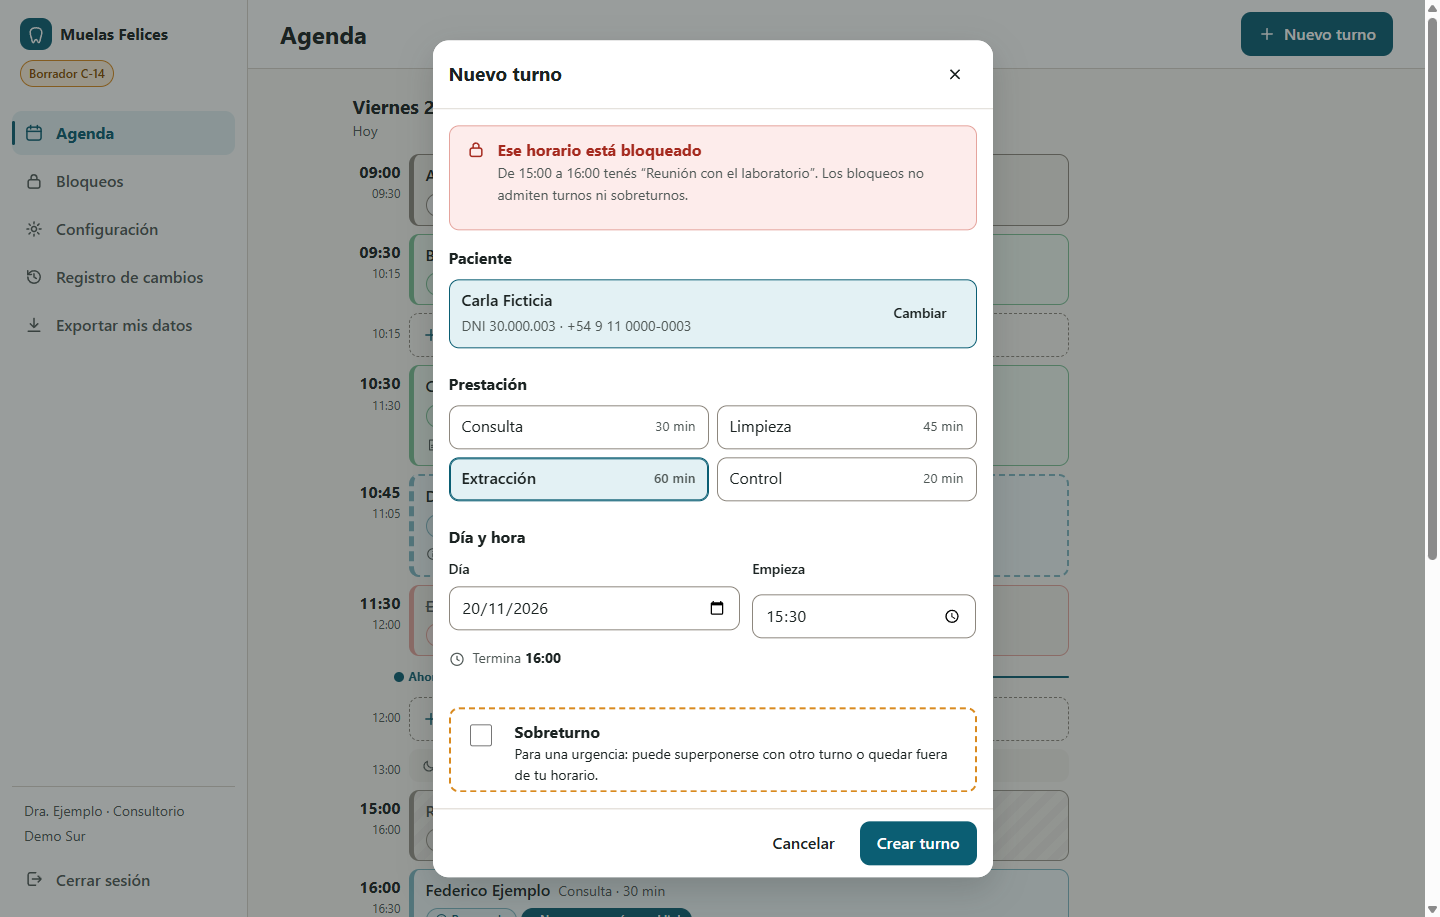 Muelas Felices
Borrador C-14
Agenda
Bloqueos
Configuración
Registro de cambios
Exportar mis datos
Dra. Ejemplo · Consultorio
Demo Sur
Cerrar sesión
Agenda
+ Nuevo turno
Viernes 2
Hoy
09:00
09:30
09:30
10:15
10:15
10:30
11:30
10:45
11:05
11:30
12:00
12:00
13:00
15:00
16:00
16:00
16:30
Federico Ejemplo Consulta · 30 min
Nuevo turno
Ese horario está bloqueado
De 15:00 a 16:00 tenés “Reunión con el laboratorio”. Los bloqueos no
admiten turnos ni sobreturnos.
Paciente
Carla Ficticia
DNI 30.000.003 · +54 9 11 0000-0003
Cambiar
Prestación
Consulta 30 min
Limpieza 45 min
Extracción 60 min
Control 20 min
Día y hora
Día
Empieza
20/11/2026
15:30
Termina 16:00
Sobreturno
Para una urgencia: puede superponerse con otro turno o quedar fuera
de tu horario.
Cancelar
Crear turno